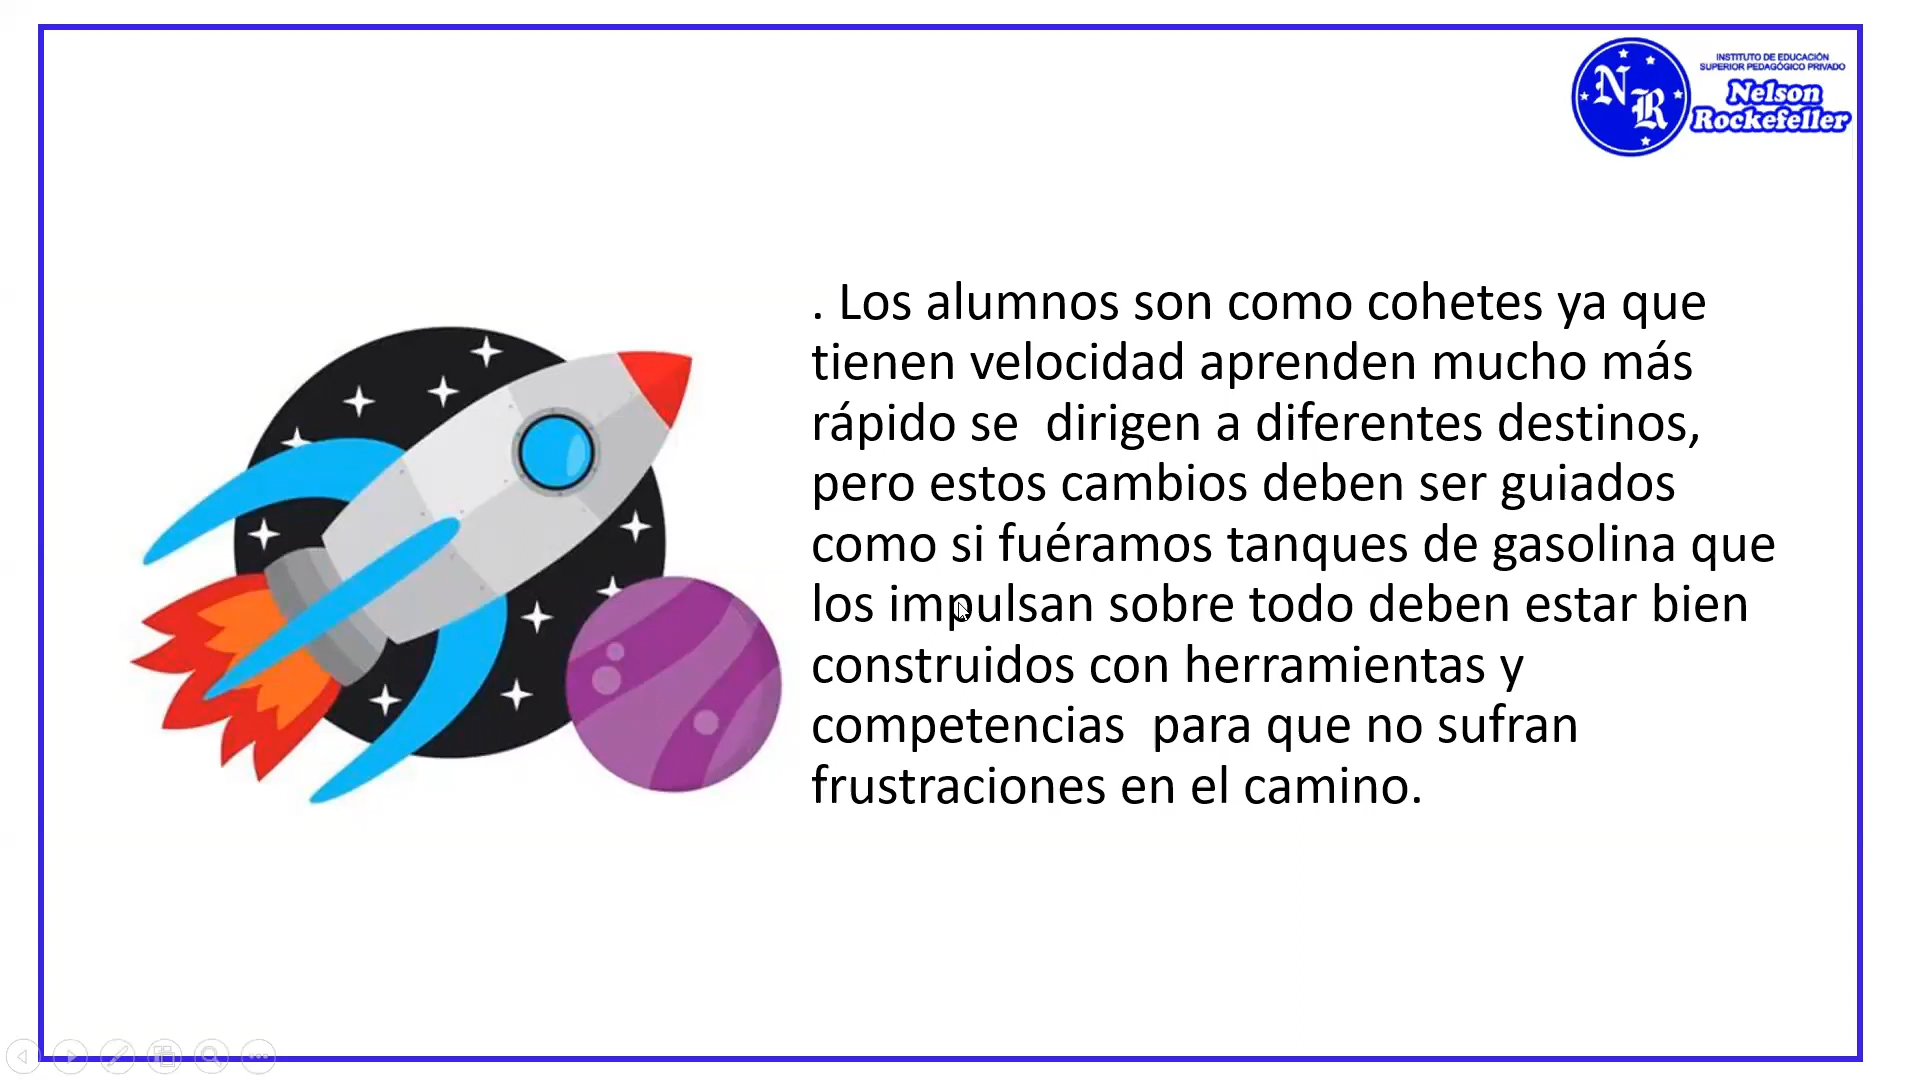 N R
INSTITUTO DE EDUCACIÓN
SUPERIOR PEDAGÓGICO PRIVADO
Nelson
Rockefeller
. Los alumnos son como cohetes ya que
tienen velocidad aprenden mucho más
rápido se  dirigen a diferentes destinos,
pero estos cambios deben ser guiados
como si fuéramos tanques de gasolina que
los impulsan sobre todo deben estar bien
construidos con herramientas y
competencias  para que no sufran
frustraciones en el camino.